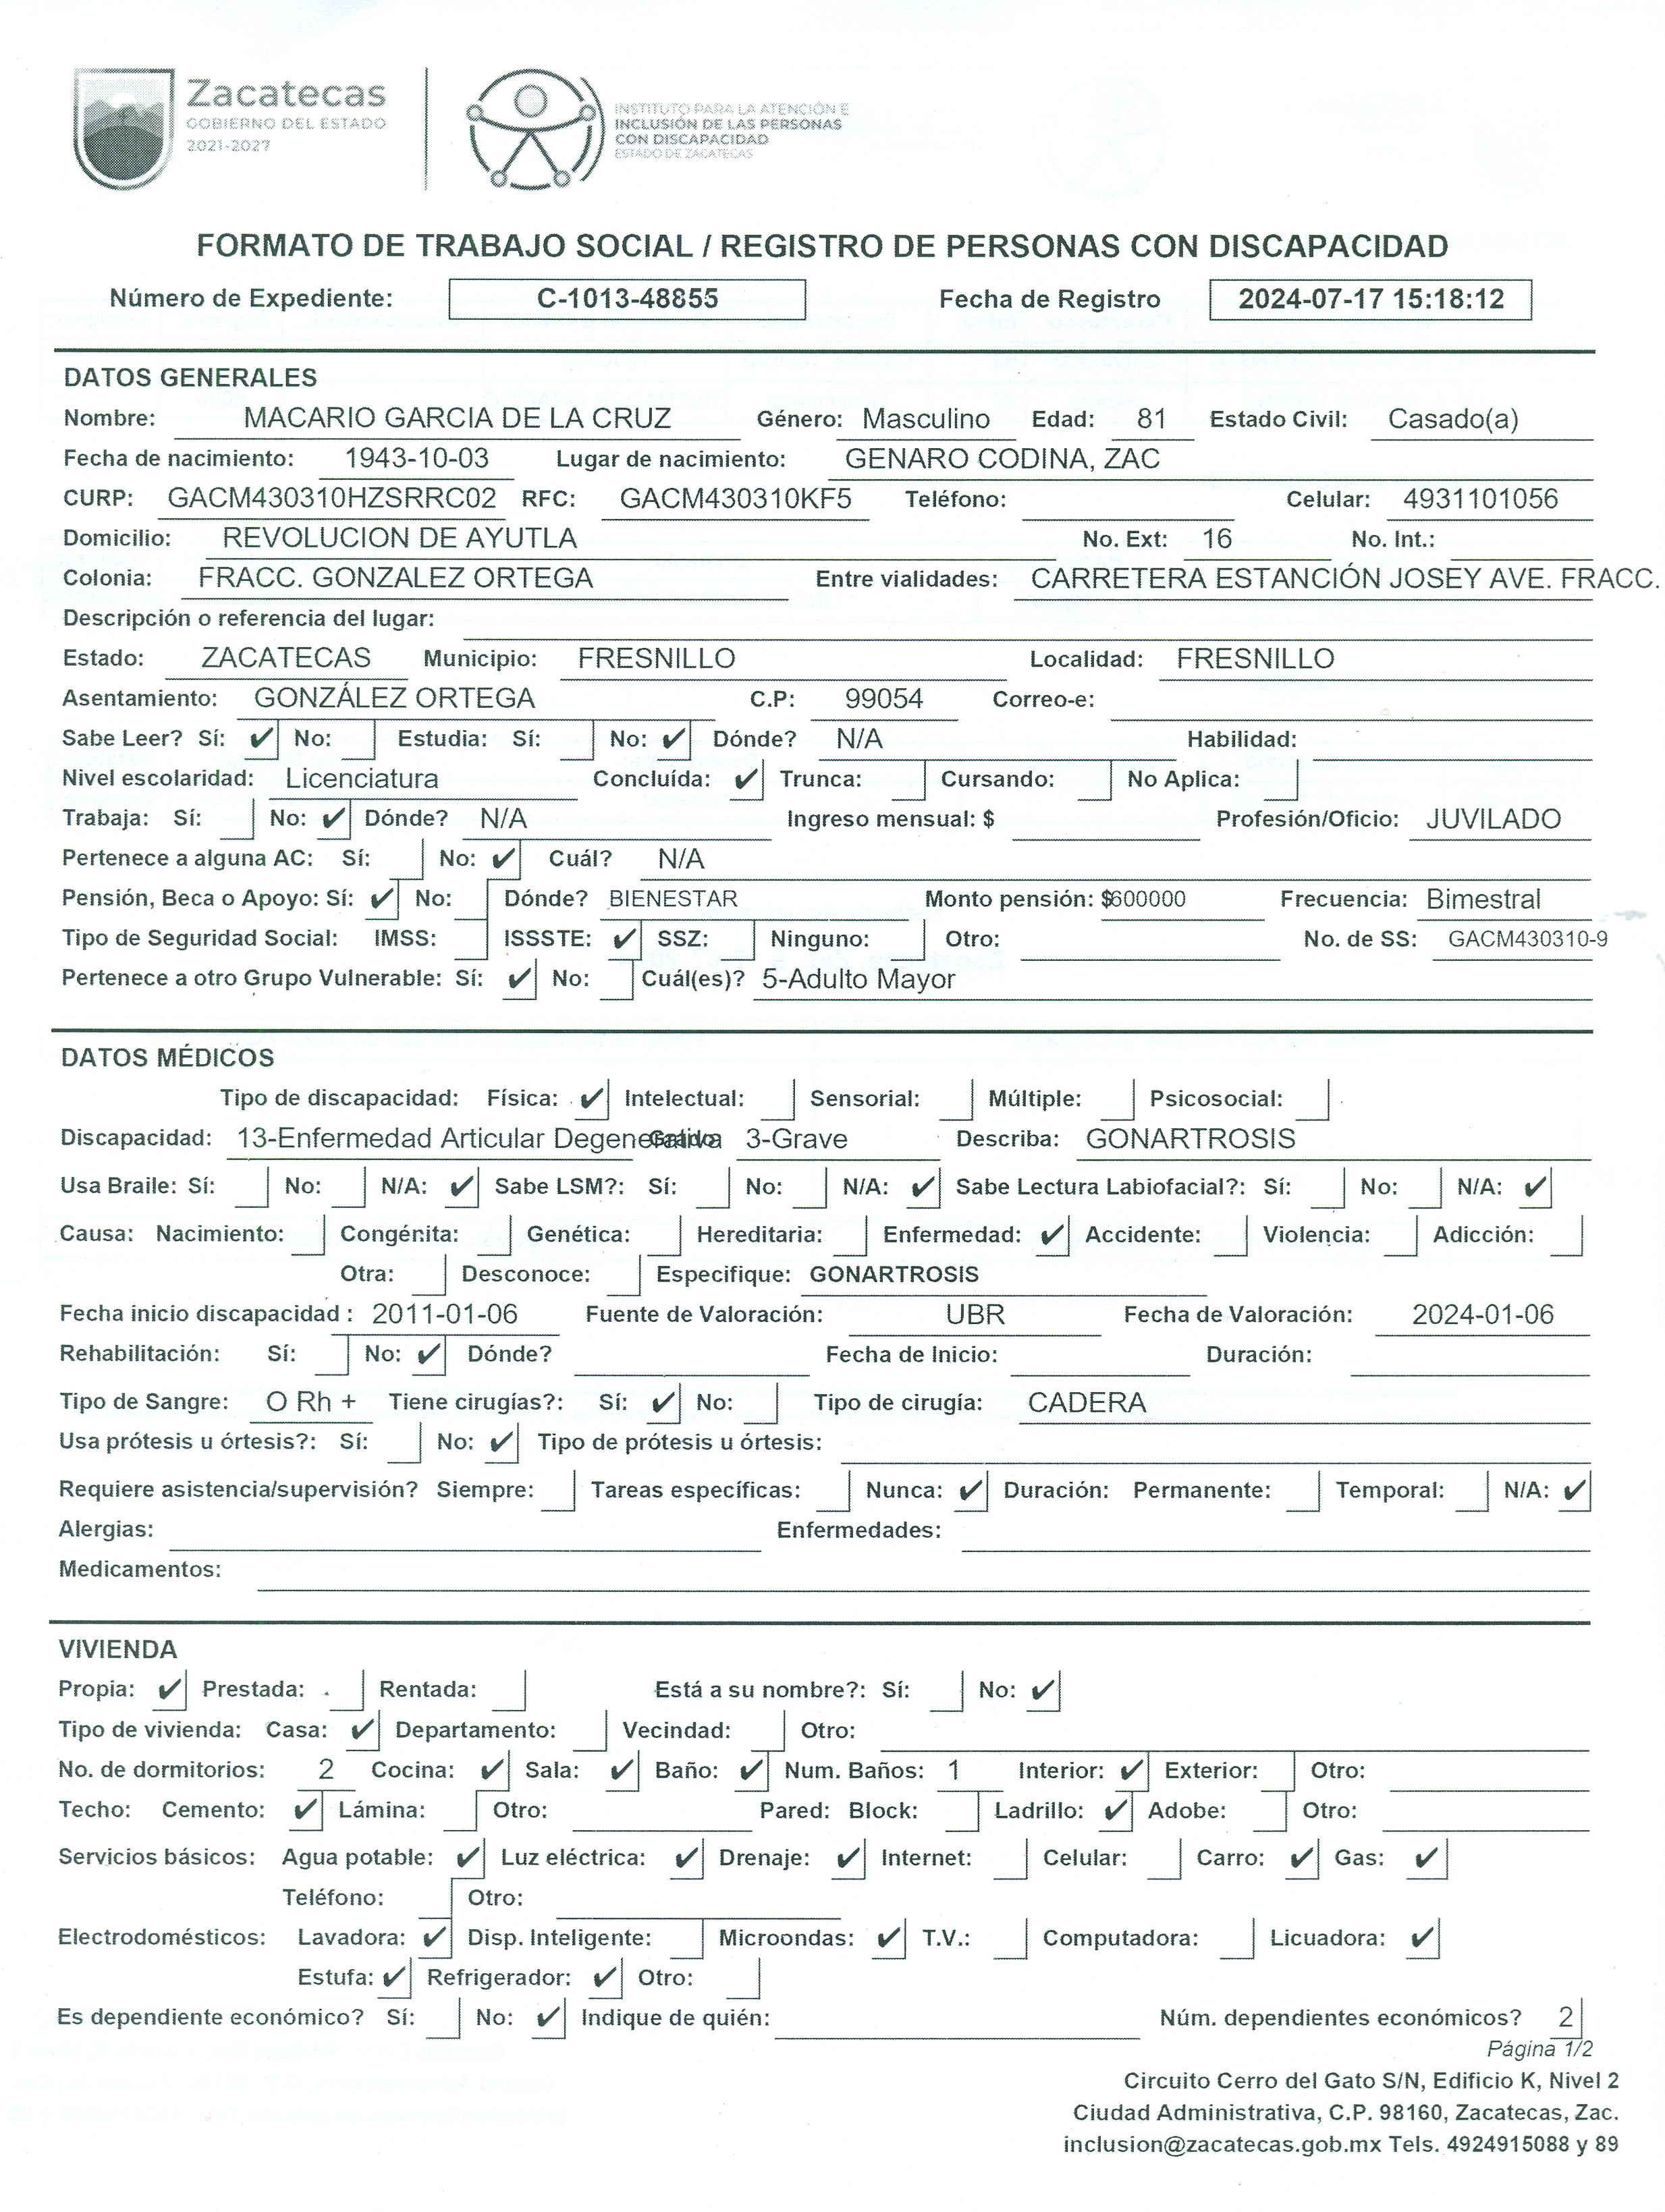 Zacatecas
GOBIERNO DEL ESTADO
2021-2027
INSTITUTO PARA LA ATENCIÓN E
INCLUSIÓN DE LAS PERSONAS
CON DISCAPACIDAD
ESTADO DE ZACATECAS
FORMATO DE TRABAJO SOCIAL / REGISTRO DE PERSONAS CON DISCAPACIDAD
Número de Expediente: C-1013-48855 Fecha de Registro 2024-07-17 15:18:12
DATOS GENERALES
Nombre: MACARIO GARCIA DE LA CRUZ Género: Masculino Edad: 81 Estado Civil: Casado(a)
Fecha de nacimiento: 1943-10-03 Lugar de nacimiento: GENARO CODINA, ZAC
CURP: GACM430310HZSRRC02 RFC: GACM430310KF5 Teléfono: Celular: 4931101056
Domicilio: REVOLUCION DE AYUTLA No. Ext: 16 No. Int.:
Colonia: FRACC. GONZALEZ ORTEGA Entre vialidades: CARRETERA ESTANCIÓN JOSEY AVE. FRACC.
Descripción o referencia del lugar:
Estado: ZACATECAS Municipio: FRESNILLO Localidad: FRESNILLO
Asentamiento: GONZÁLEZ ORTEGA C.P: 99054 Correo-e:
Sabe Leer? Sí: ✔ No: Estudia: Sí: No: ✔ Dónde? N/A Habilidad:
Nivel escolaridad: Licenciatura Concluída: ✔ Trunca: Cursando: No Aplica:
Trabaja: Sí: No: ✔ Dónde? N/A Ingreso mensual: $ Profesión/Oficio: JUVILADO
Pertenece a alguna AC: Sí: No: ✔ Cuál? N/A
Pensión, Beca o Apoyo: Sí: ✔ No: Dónde? BIENESTAR Monto pensión: $600000 Frecuencia: Bimestral
Tipo de Seguridad Social: IMSS: ISSSTE: ✔ SSZ: Ninguno: Otro: No. de SS: GACM430310-9
Pertenece a otro Grupo Vulnerable: Sí: ✔ No: Cuál(es)? 5-Adulto Mayor
DATOS MÉDICOS
Tipo de discapacidad: Física: ✔ Intelectual: Sensorial: Múltiple: Psicosocial:
Discapacidad: 13-Enfermedad Articular Degenerativa Grado: 3-Grave Describa: GONARTROSIS
Usa Braile: Sí: No: N/A: ✔ Sabe LSM?: Sí: No: N/A: ✔ Sabe Lectura Labiofacial?: Sí: No: N/A: ✔
Causa: Nacimiento: Congénita: Genética: Hereditaria: Enfermedad: ✔ Accidente: Violencia: Adicción:
Otra: Desconoce: Especifique: GONARTROSIS
Fecha inicio discapacidad : 2011-01-06 Fuente de Valoración: UBR Fecha de Valoración: 2024-01-06
Rehabilitación: Sí: No: ✔ Dónde? Fecha de Inicio: Duración:
Tipo de Sangre: O Rh + Tiene cirugías?: Sí: ✔ No: Tipo de cirugía: CADERA
Usa prótesis u órtesis?: Sí: No: ✔ Tipo de prótesis u órtesis:
Requiere asistencia/supervisión? Siempre: Tareas específicas: Nunca: ✔ Duración: Permanente: Temporal: N/A: ✔
Alergias: Enfermedades:
Medicamentos:
VIVIENDA
Propia: ✔ Prestada: Rentada: Está a su nombre?: Sí: No: ✔
Tipo de vivienda: Casa: ✔ Departamento: Vecindad: Otro:
No. de dormitorios: 2 Cocina: ✔ Sala: ✔ Baño: ✔ Num. Baños: 1 Interior: ✔ Exterior: Otro:
Techo: Cemento: ✔ Lámina: Otro: Pared: Block: Ladrillo: ✔ Adobe: Otro:
Servicios básicos: Agua potable: ✔ Luz eléctrica: ✔ Drenaje: ✔ Internet: Celular: Carro: ✔ Gas: ✔
Teléfono: Otro:
Electrodomésticos: Lavadora: ✔ Disp. Inteligente: Microondas: ✔ T.V.: Computadora: Licuadora: ✔
Estufa: ✔ Refrigerador: ✔ Otro:
Es dependiente económico? Sí: No: ✔ Indique de quién: Núm. dependientes económicos? 2
Página 1/2
Circuito Cerro del Gato S/N, Edificio K, Nivel 2
Ciudad Administrativa, C.P. 98160, Zacatecas, Zac.
inclusion@zacatecas.gob.mx Tels. 4924915088 y 89